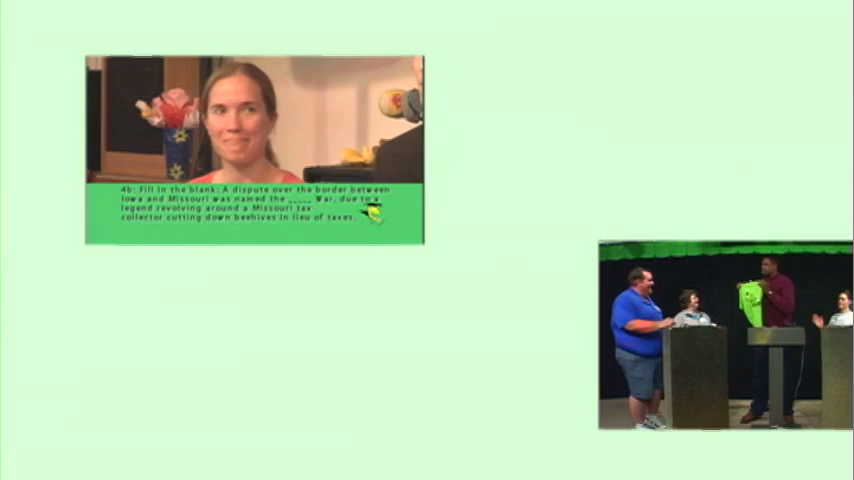 4b: Fill in the blank: A dispute over the border between
Iowa and Missouri was named the _____ War, due to a
legend revolving around a Missouri tax
collector cutting down beehives in lieu of taxes.